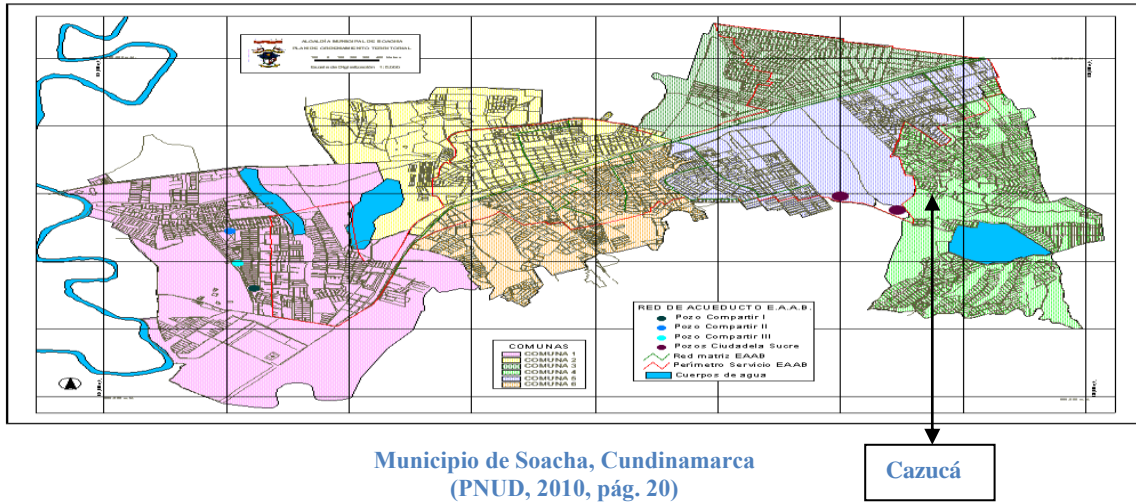 ALCALDIA MUNICIPAL DE SOACHA
PLAN DE ORDENAMIENTO TERRITORIAL
COMUNAS
COMUNA 1
COMUNA 2
COMUNA 3
COMUNA 4
COMUNA 5
COMUNA 6
RED DE ACUEDUCTO E.A.A.B.
Pozo Compartir I
Pozo Compartir II
Pozo Compartir III
Pozos Ciudadela Sucre
Red matriz EAAB
Perímetro Servicio EAAB
Cuerpos de agua
Municipio de Soacha, Cundinamarca
(PNUD, 2010, pág. 20)
Cazucá